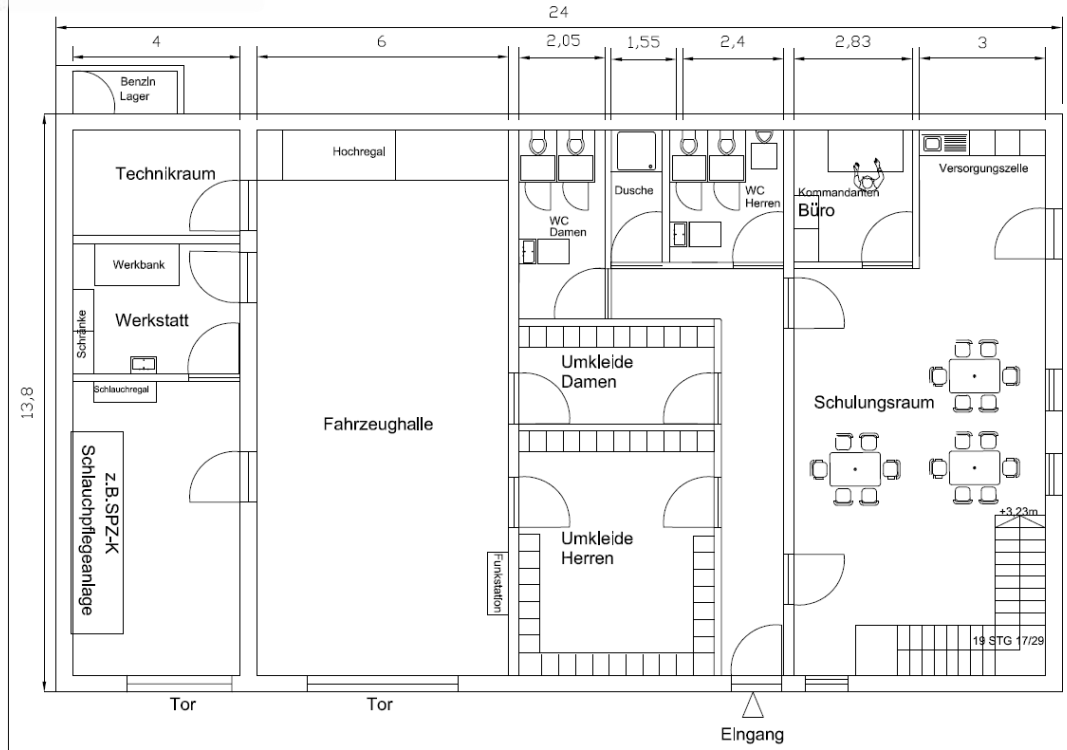 24
4
6
2,05
1,55
2,4
2,83
3
Benzin
Lager
Technikraum
Hochregal
Dusche
WC
Herren
Kommandanten
Büro
Versorgungszelle
WC
Damen
Werkbank
Schränke
Werkstatt
Schlauchregal
13,8
Umkleide
Damen
Fahrzeughalle
Schulungsraum
z.B.SPZ-K
Schlauchpflegeanlage
+3,23m
Umkleide
Herren
Funkstation
19 STG 17/29
Tor
Tor
Eingang